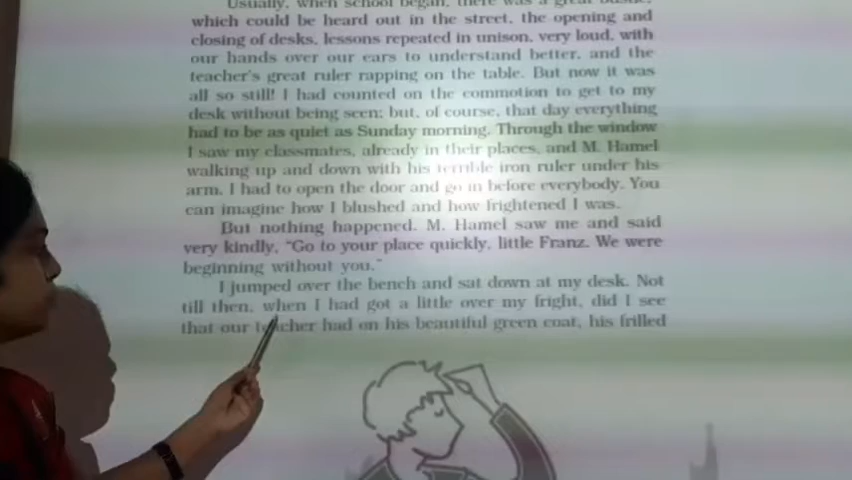 Usually, when school began, there was a great bustle,
which could be heard out in the street, the opening and
closing of desks, lessons repeated in unison, very loud, with
our hands over our ears to understand better, and the
teacher's great ruler rapping on the table. But now it was
all so still! I had counted on the commotion to get to my
desk without being seen; but, of course, that day everything
had to be as quiet as Sunday morning. Through the window
I saw my classmates, already in their places, and M. Hamel
walking up and down with his terrible iron ruler under his
arm. I had to open the door and go in before everybody. You
can imagine how I blushed and how frightened I was.
But nothing happened. M. Hamel saw me and said
very kindly, “Go to your place quickly, little Franz. We were
beginning without you.”
I jumped over the bench and sat down at my desk. Not
till then, when I had got a little over my fright, did I see
that our teacher had on his beautiful green coat, his frilled